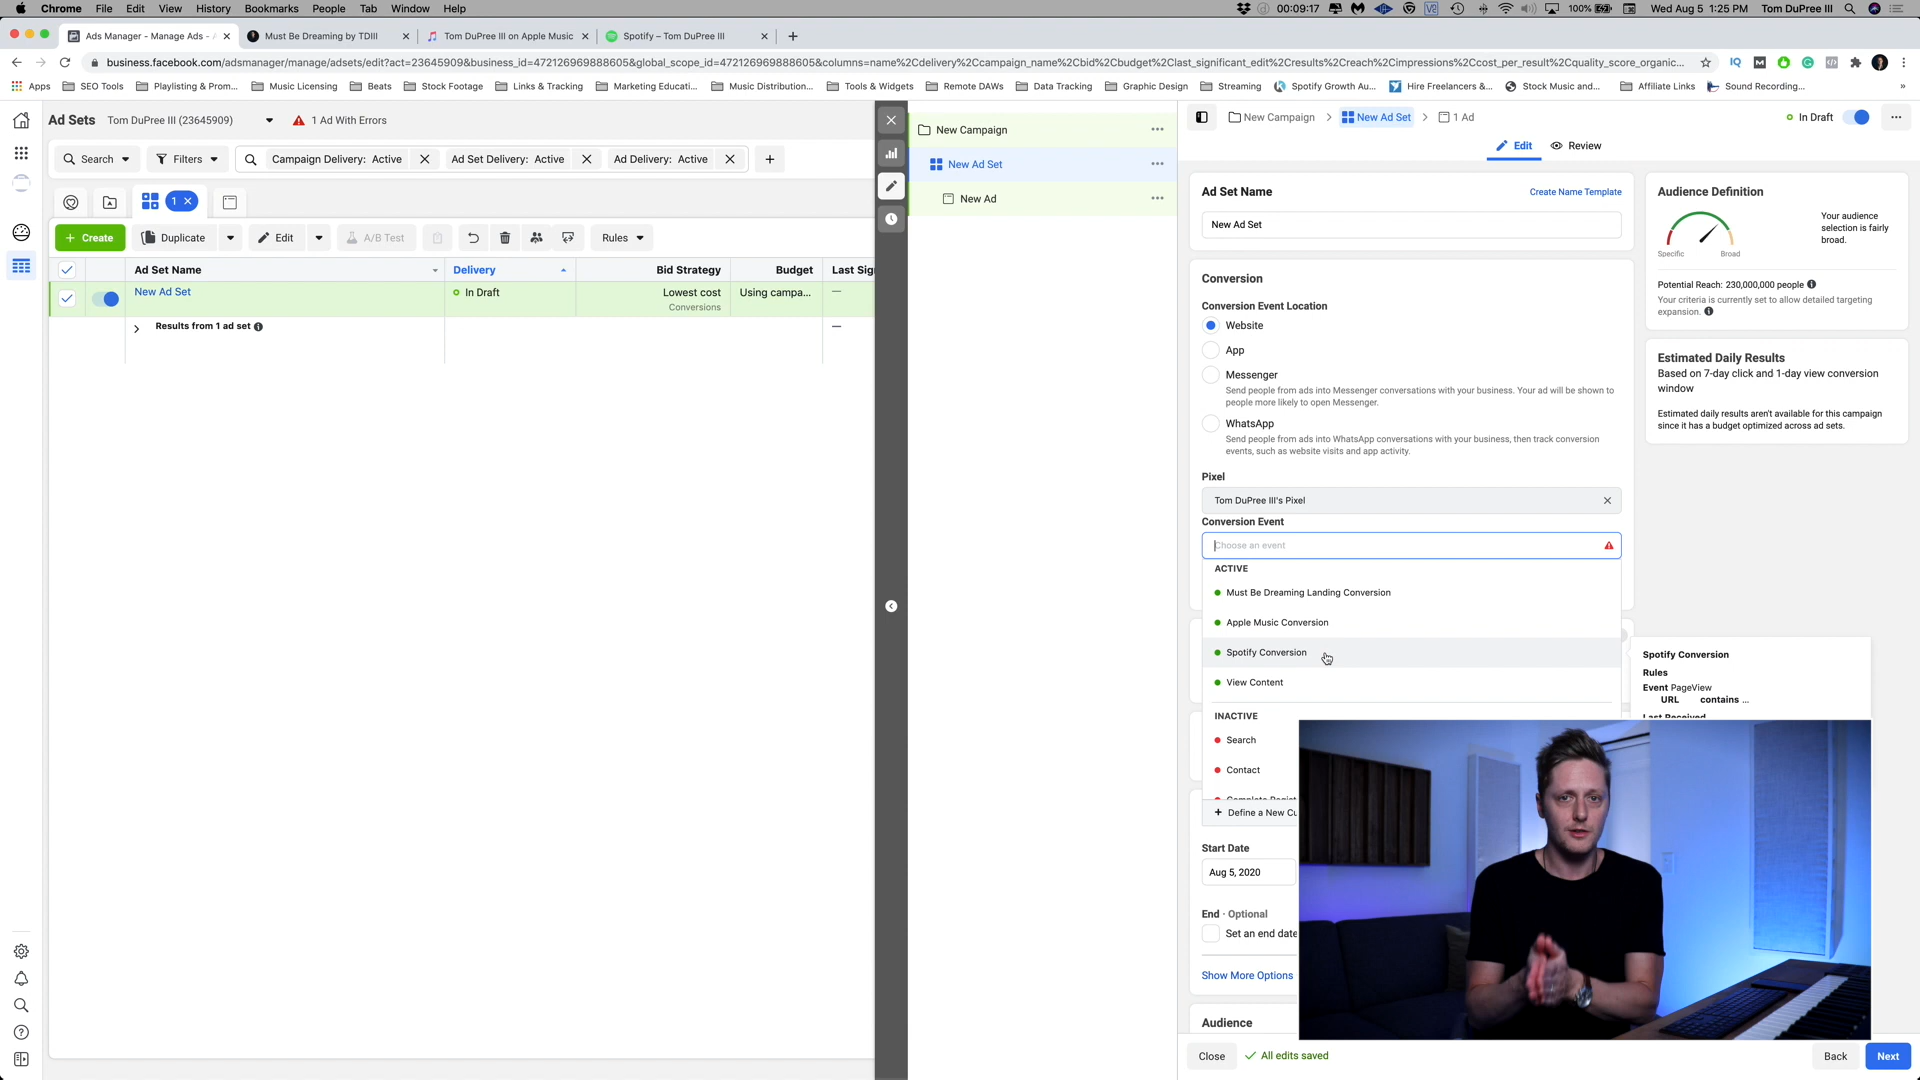 Chrome File Edit View History Bookmarks People Tab Window Help 00:09:17 100% Wed Aug 5 1:25 PM Tom DuPree III
Ads Manager - Manage Ads - A Must Be Dreaming by TDIII Tom DuPree III on Apple Music Spotify – Tom DuPree III
business.facebook.com/adsmanager/manage/adsets/edit?act=23645909&business_id=472126969888605&global_scope_id=472126969888605&columns=name%2Cdelivery%2Ccampaign_name%2Cbid%2Cbudget%2Clast_significant_edit%2Cresults%2Creach%2Cimpressions%2Ccost_per_result%2Cquality_score_organic...
Apps SEO Tools Playlisting & Prom... Music Licensing Beats Stock Footage Links & Tracking Marketing Educati... Music Distribution... Tools & Widgets Remote DAWs Data Tracking Graphic Design Streaming Spotify Growth Au... Hire Freelancers &... Stock Music and... Affiliate Links Sound Recording... »
Ad Sets Tom DuPree III (23645909) 1 Ad With Errors
Search Filters Campaign Delivery: Active Ad Set Delivery: Active Ad Delivery: Active
1
Create Duplicate Edit A/B Test Rules
Ad Set Name Delivery Bid Strategy Budget Last Sig
New Ad Set In Draft Lowest cost Using campa... —
Conversions
Results from 1 ad set —
New Campaign
New Ad Set
New Ad
New Campaign New Ad Set 1 Ad In Draft
Edit Review
Ad Set Name Create Name Template
New Ad Set
Conversion
Conversion Event Location
Website
App
Messenger
Send people from ads into Messenger conversations with your business. Your ad will be shown to
people more likely to open Messenger.
WhatsApp
Send people from ads into WhatsApp conversations with your business, then track conversion
events, such as website visits and app activity.
Pixel
Tom DuPree III's Pixel
Conversion Event
Choose an event
ACTIVE
Must Be Dreaming Landing Conversion
Apple Music Conversion
Spotify Conversion
View Content
INACTIVE
Search
Contact
Define a New Cu
Start Date
Aug 5, 2020
End · Optional
Set an end date
Show More Options
Audience
Close All edits saved Back Next
Audience Definition
Your audience
selection is fairly
broad.
Specific Broad
Potential Reach: 230,000,000 people
Your criteria is currently set to allow detailed targeting
expansion.
Estimated Daily Results
Based on 7-day click and 1-day view conversion
window
Estimated daily results aren't available for this campaign
since it has a budget optimized across ad sets.
Spotify Conversion
Rules
Event PageView
URL contains ...
Last Received